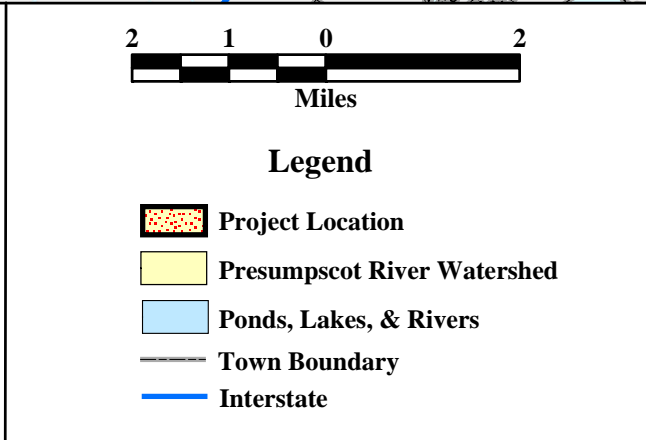 2 1 0 2
Miles
Legend
Project Location
Presumpscot River Watershed
Ponds, Lakes, & Rivers
Town Boundary
Interstate